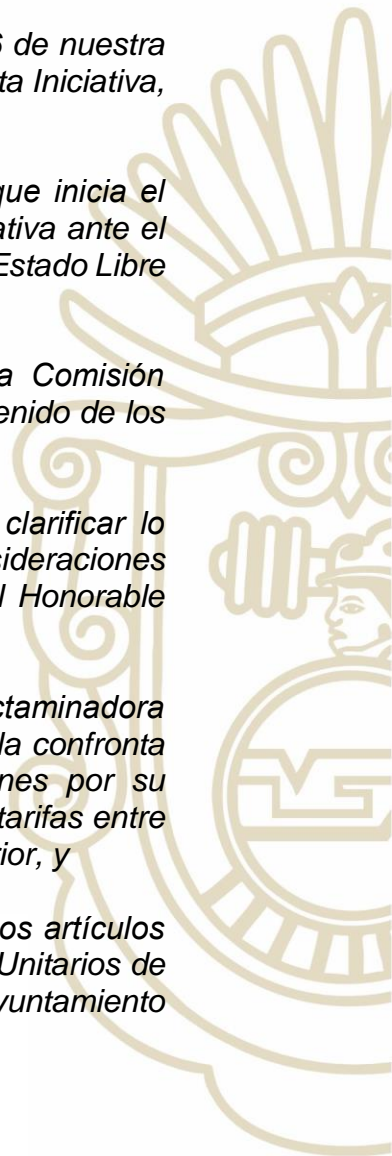 6 de nuestra
ta Iniciativa,
que inicia el
ativa ante el
Estado Libre
a Comisión
enido de los
clarificar lo
sideraciones
l Honorable
ctaminadora
la confronta
nes por su
tarifas entre
rior, y
os artículos
Unitarios de
yuntamiento